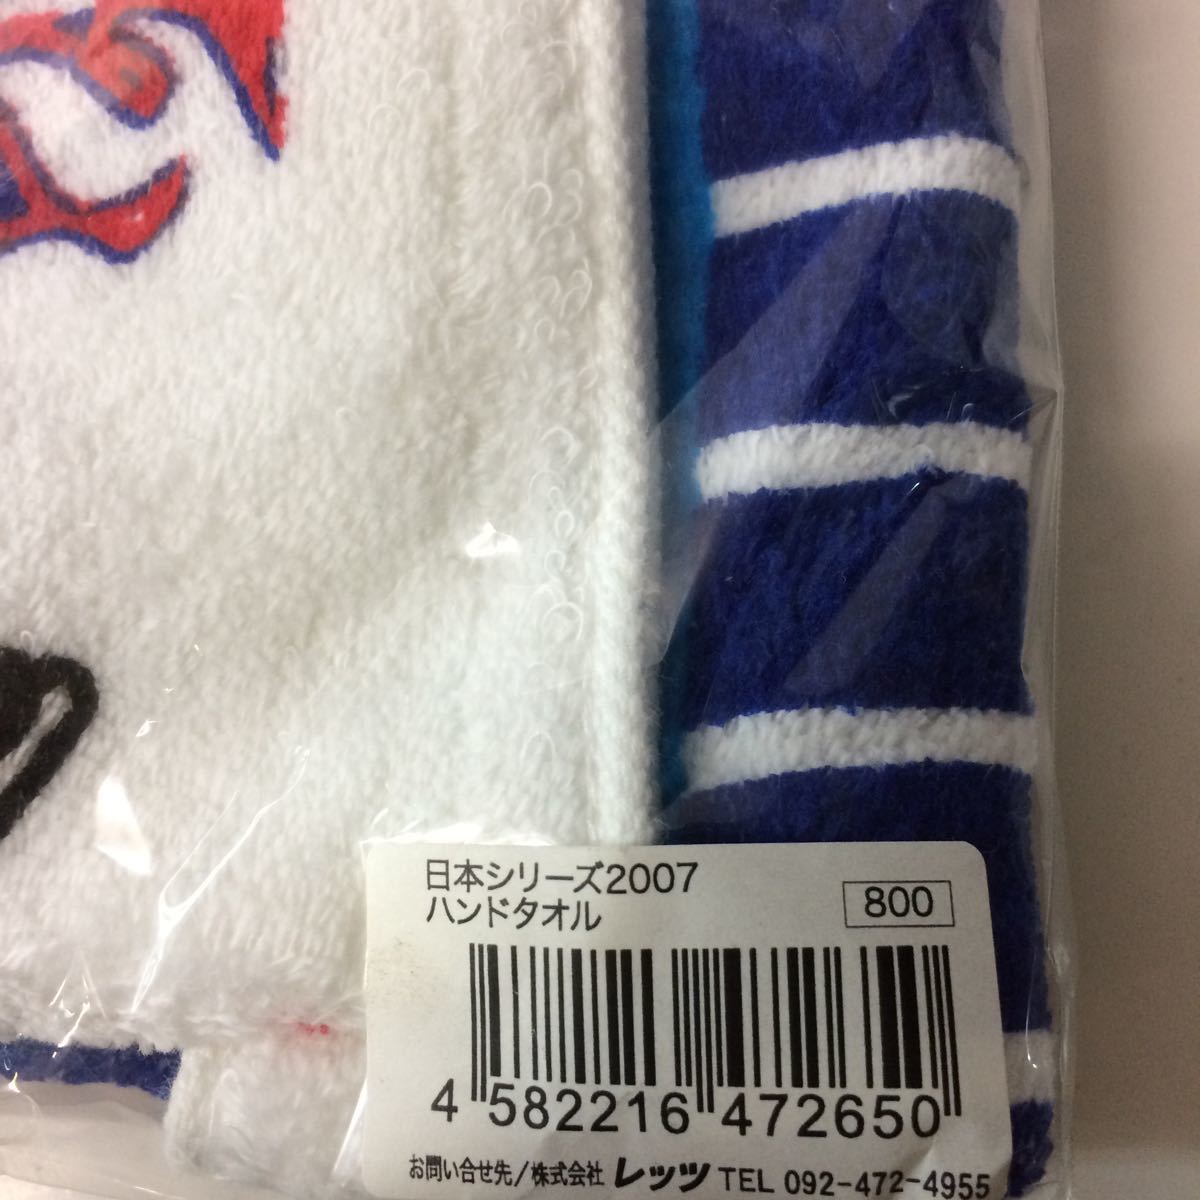 日本シリーズ2007
ハンドタオル
800
4 582216 472650
お問い合せ先/株式会社 レッツ TEL 092-472-4955